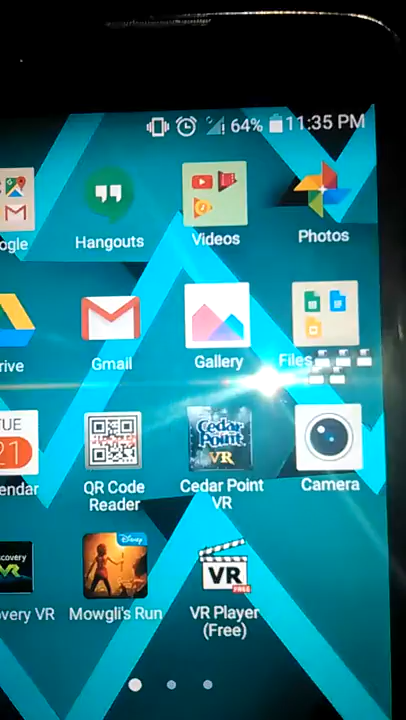 64% 11:35 PM
ogle Hangouts Videos Photos
rive Gmail Gallery Files
TUE
21
Cedar
Point
VR
endar QR Code Reader Cedar Point VR Camera
covery
VR
Disney
VR
FREE
overy VR Mowgli's Run VR Player (Free)